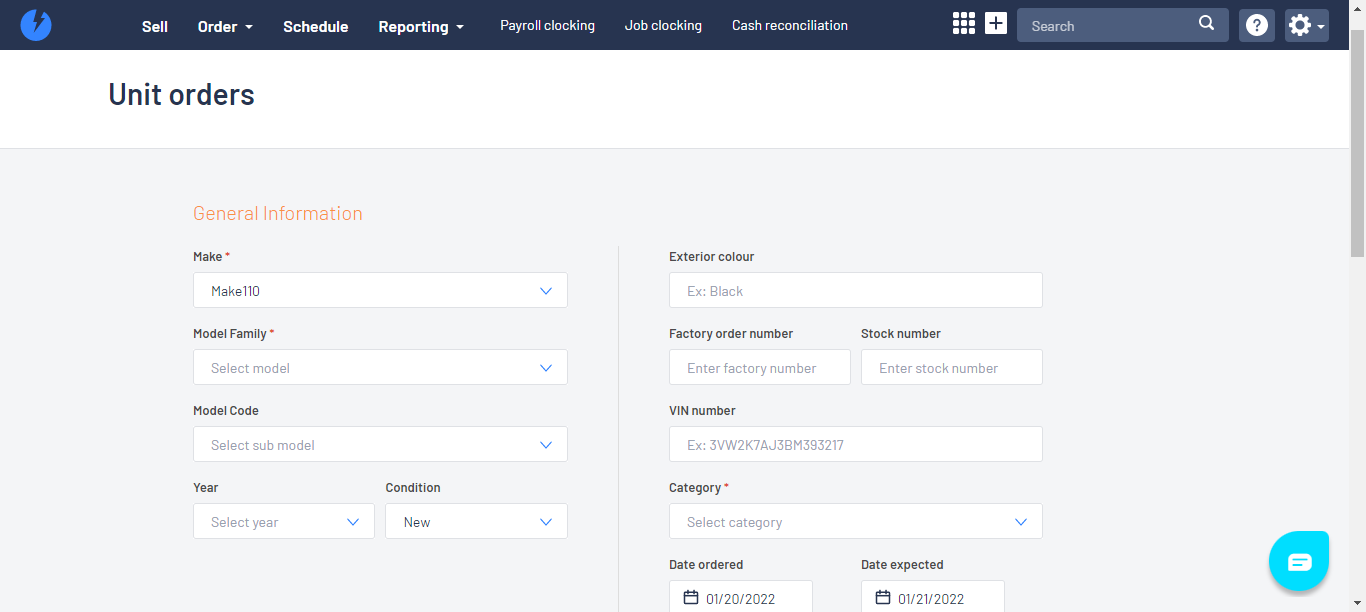 Sell Order Schedule Reporting Payroll clocking Job clocking Cash reconciliation Search
Unit orders
General Information
Make *
Make110
Model Family *
Select model
Model Code
Select sub model
Year Condition
Select year New
Exterior colour
Ex: Black
Factory order number Stock number
Enter factory number Enter stock number
VIN number
Ex: 3VW2K7AJ3BM393217
Category *
Select category
Date ordered Date expected
01/20/2022 01/21/2022